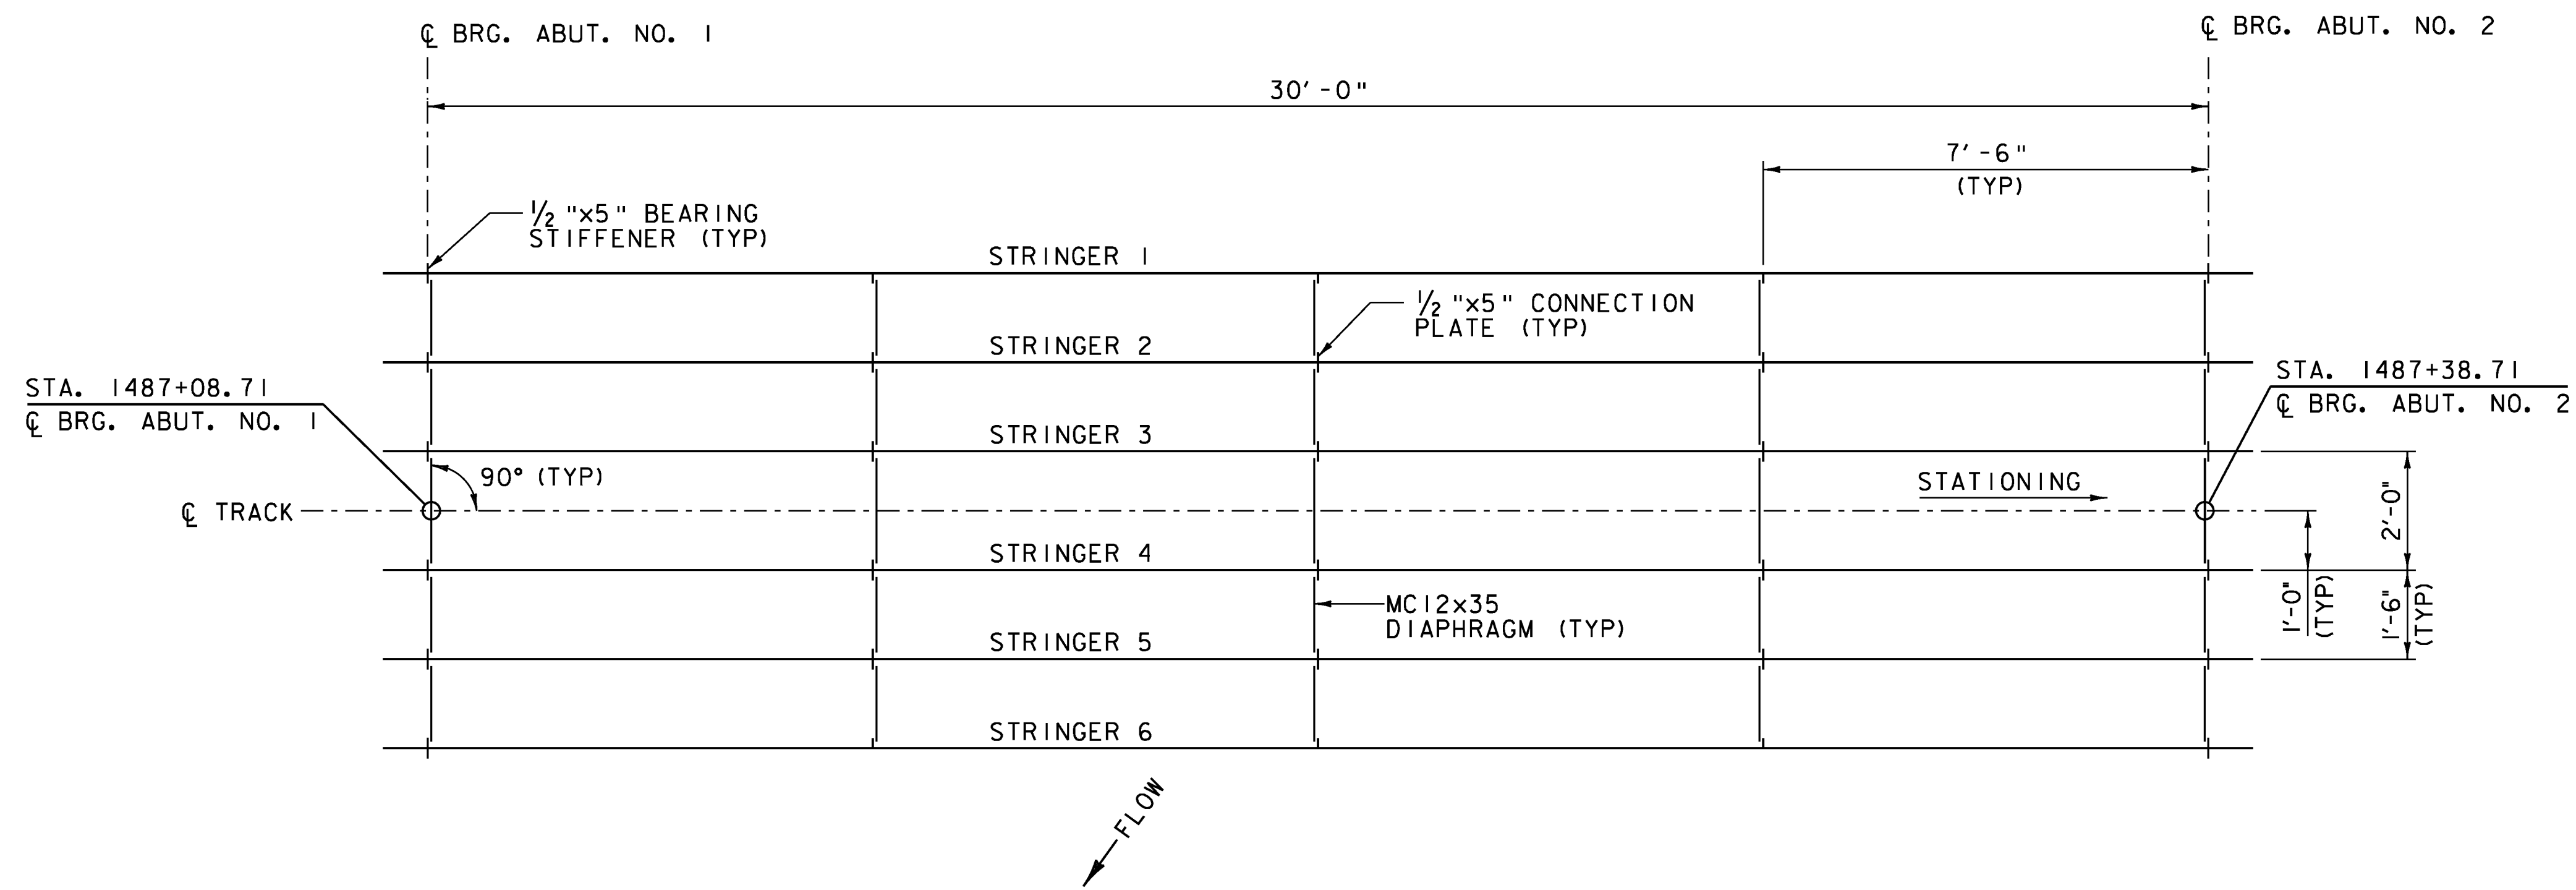 ℄ BRG. ABUT. NO. 1
℄ BRG. ABUT. NO. 2
30'-0"
7'-6"
(TYP)
1/2"x5" BEARING
STIFFENER (TYP)
STRINGER 1
1/2"x5" CONNECTION
PLATE (TYP)
STRINGER 2
STA. 1487+08.71
℄ BRG. ABUT. NO. 1
STA. 1487+38.71
℄ BRG. ABUT. NO. 2
STRINGER 3
90° (TYP)
STATIONING
℄ TRACK
2'-0"
STRINGER 4
1'-0"
(TYP)
1'-6"
(TYP)
MC12x35
DIAPHRAGM (TYP)
STRINGER 5
STRINGER 6
FLOW